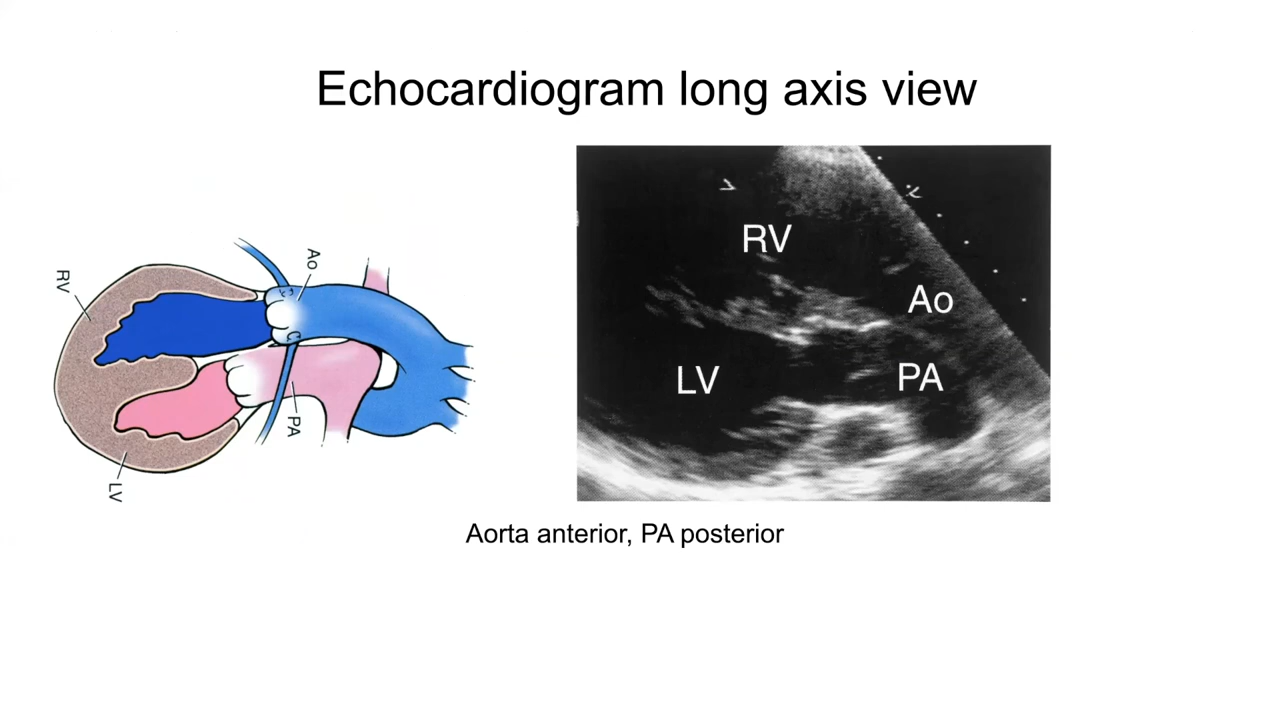 Echocardiogram long axis view
RV
Ao
PA
LV
RV
Ao
LV
PA
Aorta anterior, PA posterior